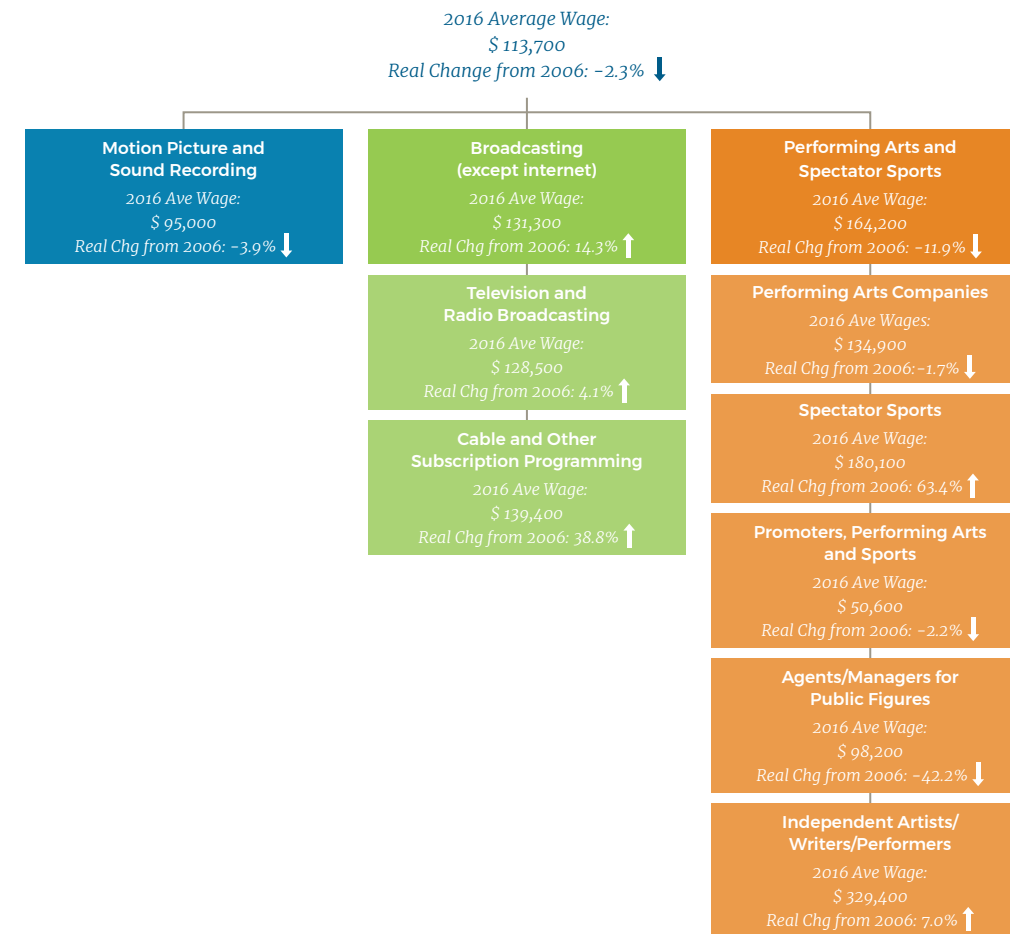 2016 Average Wage:
$ 113,700
Real Change from 2006: -2.3%
Motion Picture and
Sound Recording
2016 Ave Wage:
$ 95,000
Real Chg from 2006: -3.9%
Broadcasting
(except internet)
2016 Ave Wage:
$ 131,300
Real Chg from 2006: 14.3%
Television and
Radio Broadcasting
2016 Ave Wage:
$ 128,500
Real Chg from 2006: 4.1%
Cable and Other
Subscription Programming
2016 Ave Wage:
$ 139,400
Real Chg from 2006: 38.8%
Performing Arts and
Spectator Sports
2016 Ave Wage:
$ 164,200
Real Chg from 2006: -11.9%
Performing Arts Companies
2016 Ave Wages:
$ 134,900
Real Chg from 2006:-1.7%
Spectator Sports
2016 Ave Wage:
$ 180,100
Real Chg from 2006: 63.4%
Promoters, Performing Arts
and Sports
2016 Ave Wage:
$ 50,600
Real Chg from 2006: -2.2%
Agents/Managers for
Public Figures
2016 Ave Wage:
$ 98,200
Real Chg from 2006: -42.2%
Independent Artists/
Writers/Performers
2016 Ave Wage:
$ 329,400
Real Chg from 2006: 7.0%